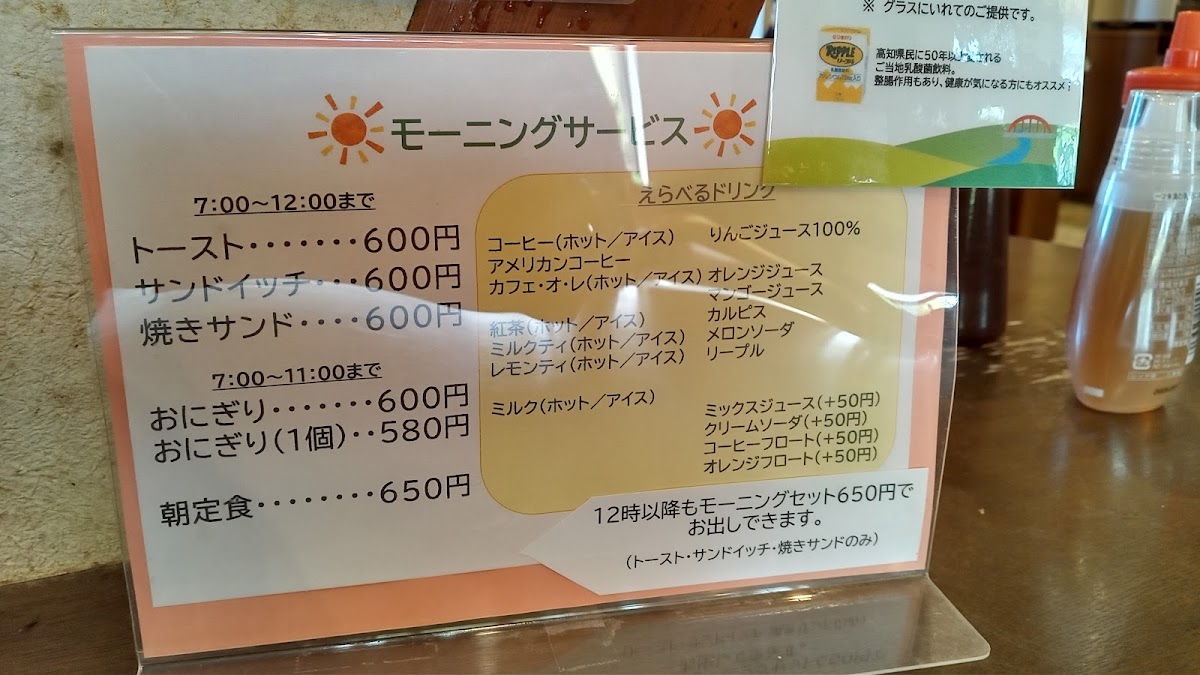 ※ グラスにいれてのご提供です。
RIPPLE
リープル
高知県民に50年以上愛される
ご当地乳酸菌飲料。
整腸作用もあり、健康が気になる方にもオススメ!
モーニングサービス
7:00～12:00まで
トースト・・・・・・・600円
サンドイッチ・・・600円
焼きサンド・・・・600円
7:00～11:00まで
おにぎり・・・・・・・600円
おにぎり(1個)・・580円
朝定食・・・・・・・・650円
えらべるドリンク
コーヒー(ホット／アイス)
アメリカンコーヒー
カフェ・オ・レ(ホット／アイス)
紅茶(ホット／アイス)
ミルクティ(ホット／アイス)
レモンティ(ホット／アイス)
ミルク(ホット／アイス)
りんごジュース100%
オレンジジュース
マンゴージュース
カルピス
メロンソーダ
リープル
ミックスジュース(+50円)
クリームソーダ(+50円)
コーヒーフロート(+50円)
オレンジフロート(+50円)
12時以降もモーニングセット650円で
お出しできます。
(トースト・サンドイッチ・焼きサンドのみ)